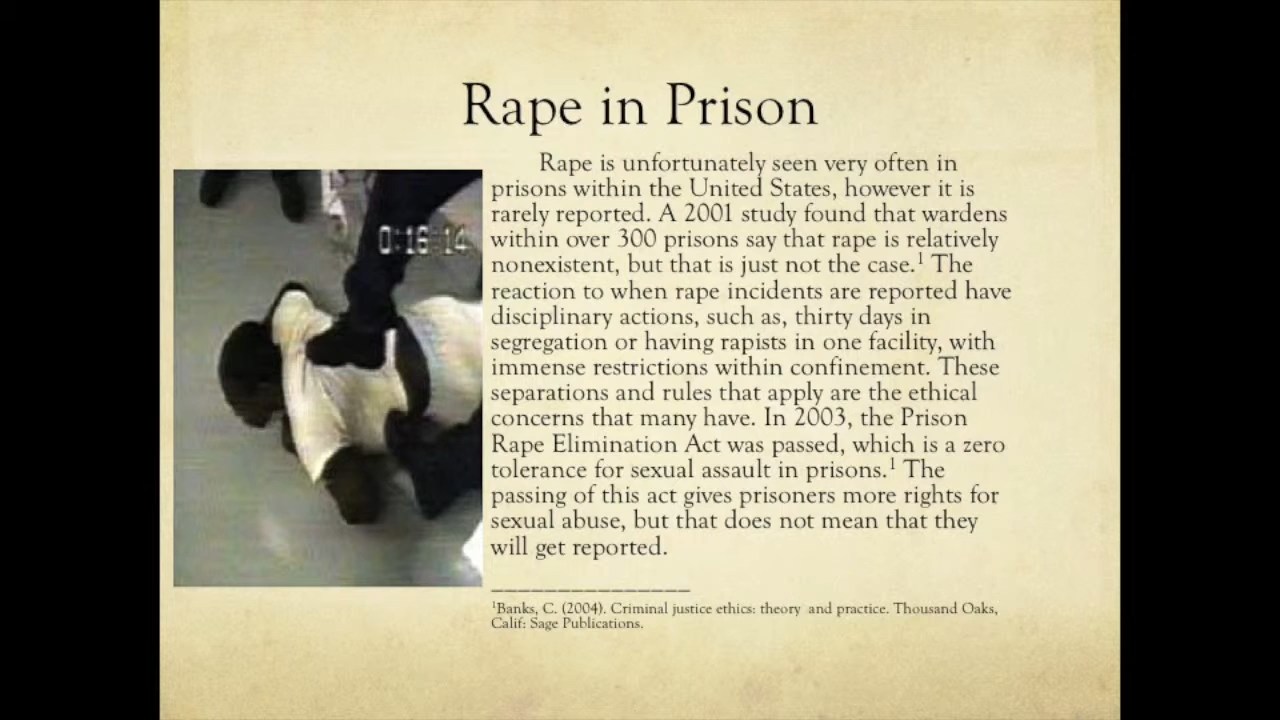 Rape in Prison
Rape is unfortunately seen very often in
prisons within the United States, however it is
rarely reported. A 2001 study found that wardens
within over 300 prisons say that rape is relatively
nonexistent, but that is just not the case.¹ The
reaction to when rape incidents are reported have
disciplinary actions, such as, thirty days in
segregation or having rapists in one facility, with
immense restrictions within confinement. These
separations and rules that apply are the ethical
concerns that many have. In 2003, the Prison
Rape Elimination Act was passed, which is a zero
tolerance for sexual assault in prisons.¹ The
passing of this act gives prisoners more rights for
sexual abuse, but that does not mean that they
will get reported.
0:16:14
¹Banks, C. (2004). Criminal justice ethics: theory and practice. Thousand Oaks,
Calif: Sage Publications.